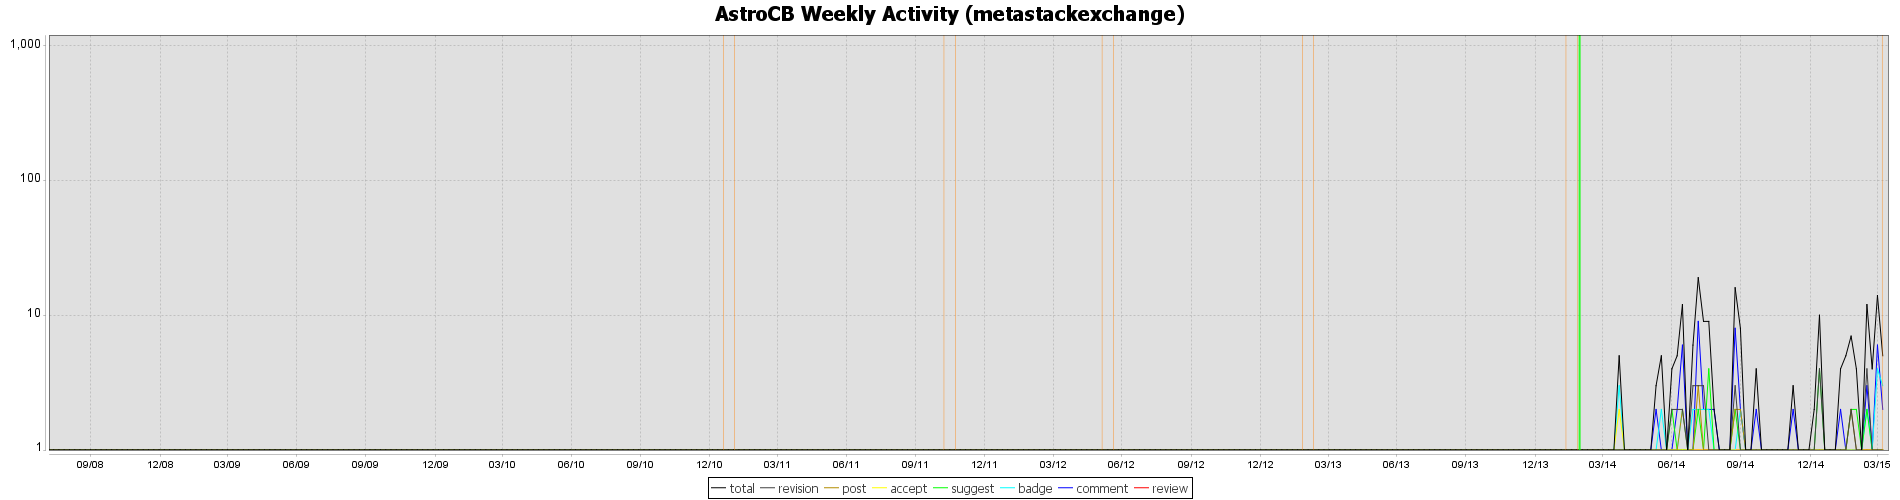 AstroCB Weekly Activity (metastackexchange)
1,000
100
10
1
09/08 12/08 03/09 06/09 09/09 12/09 03/10 06/10 09/10 12/10 03/11 06/11 09/11 12/11 03/12 06/12 09/12 12/12 03/13 06/13 09/13 12/13 03/14 06/14 09/14 12/14 03/15
total revision post accept suggest badge comment review